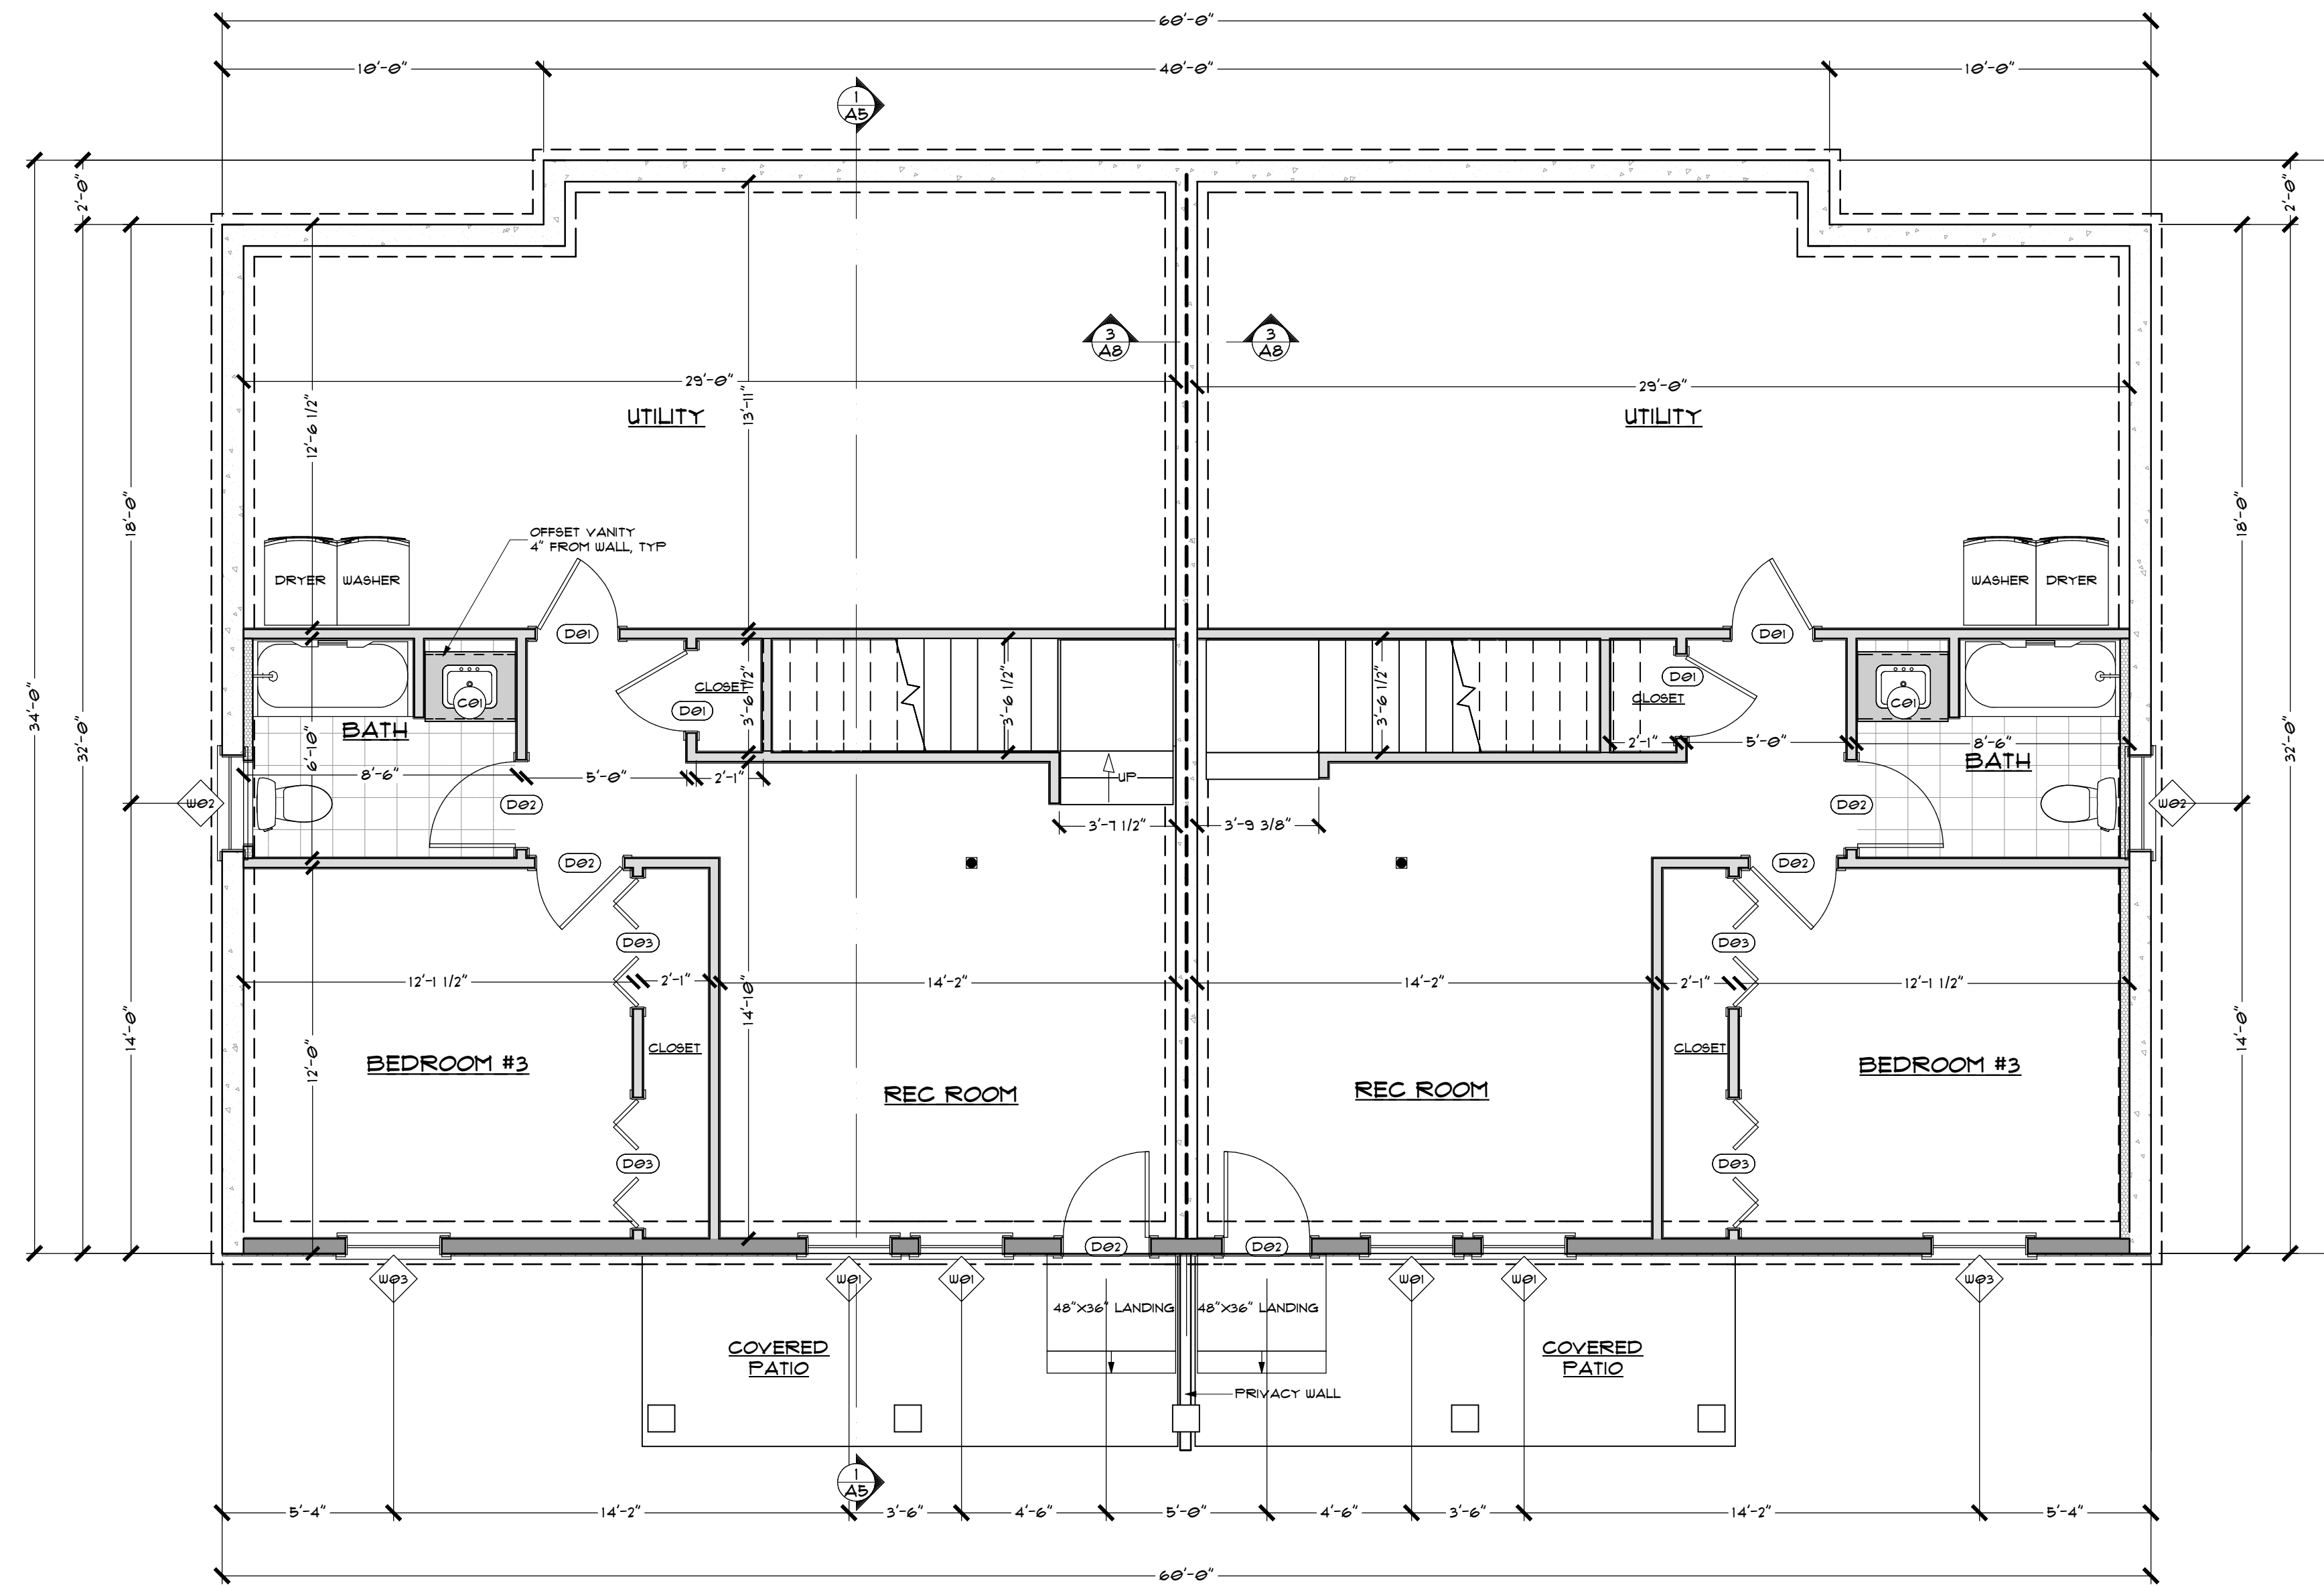 60'-0"
10'-0" 40'-0" 10'-0"
1
A5
2'-0" 2'-0"
3
A8
3
A8
29'-0" 29'-0"
UTILITY UTILITY
12'-6 1/2"
13'-11"
18'-0" 18'-0"
OFFSET VANITY
4" FROM WALL, TYP
DRYER WASHER WASHER DRYER
D01 D01
34'-0" 32'-0" 32'-0"
CLOSET 3'-6 1/2" 3'-6 1/2" 3'-6 1/2" D01 CLOSET
C01 D01 C01
BATH 6'-10" 2'-1" 5'-0" 8'-6"
8'-6" 5'-0" 2'-1" UP BATH
W02 D02 D02 W02
3'-7 1/2" 3'-9 3/8"
D02 D02
D03 D03
12'-1 1/2" 2'-1" 14'-2" 14'-2" 2'-1" 12'-1 1/2"
14'-10"
14'-0" 14'-0"
12'-0"
CLOSET CLOSET
BEDROOM #3 REC ROOM REC ROOM BEDROOM #3
D03 D03
D02 D02
W03 W01 W01 W01 W01 W03
48"X36" LANDING 48"X36" LANDING
COVERED
PATIO
COVERED
PATIO
PRIVACY WALL
1
A5
5'-4" 14'-2" 3'-6" 4'-6" 5'-0" 4'-6" 3'-6" 14'-2" 5'-4"
60'-0"